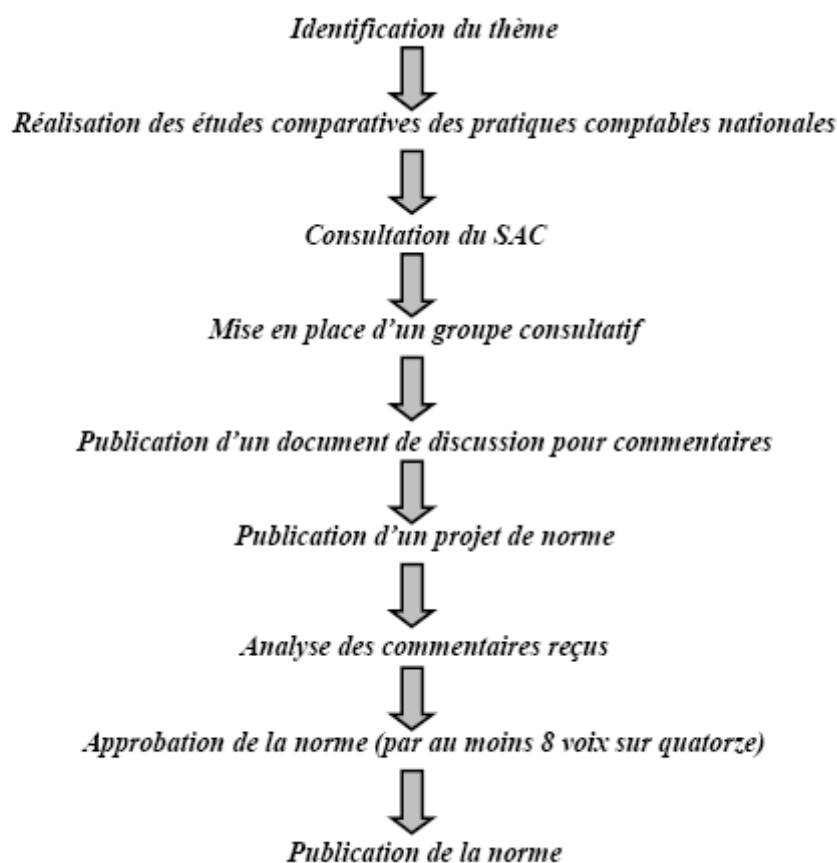 Identification du thème
Réalisation des études comparatives des pratiques comptables nationales
Consultation du SAC
Mise en place d’un groupe consultatif
Publication d’un document de discussion pour commentaires
Publication d’un projet de norme
Analyse des commentaires reçus
Approbation de la norme (par au moins 8 voix sur quatorze)
Publication de la norme